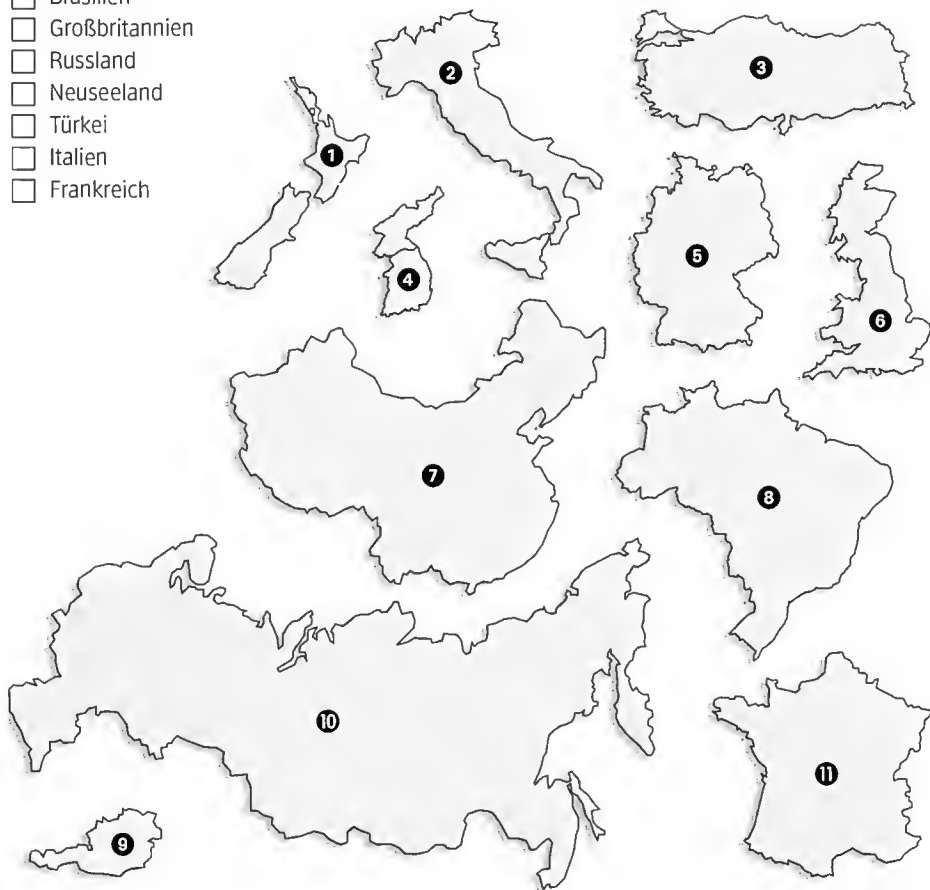 Brasilien
Großbritannien
Russland
Neuseeland
Türkei
Italien
Frankreich
1
2
3
4
5
6
7
8
9
10
11